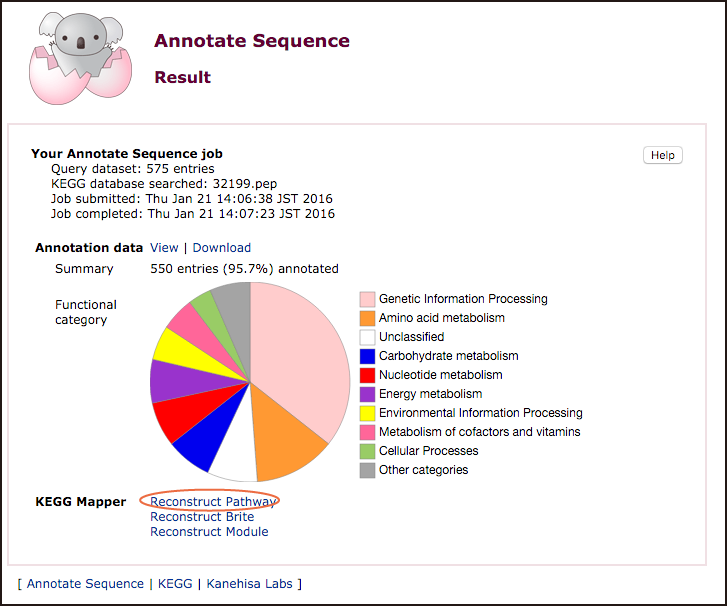 Annotate Sequence
Result
Your Annotate Sequence job
Help
Query dataset: 575 entries
KEGG database searched: 32199.pep
Job submitted: Thu Jan 21 14:06:38 JST 2016
Job completed: Thu Jan 21 14:07:23 JST 2016
Annotation data View | Download
Summary 550 entries (95.7%) annotated
Functional category
Genetic Information Processing
Amino acid metabolism
Unclassified
Carbohydrate metabolism
Nucleotide metabolism
Energy metabolism
Environmental Information Processing
Metabolism of cofactors and vitamins
Cellular Processes
Other categories
KEGG Mapper Reconstruct Pathway
Reconstruct Brite
Reconstruct Module
[ Annotate Sequence | KEGG | Kanehisa Labs ]